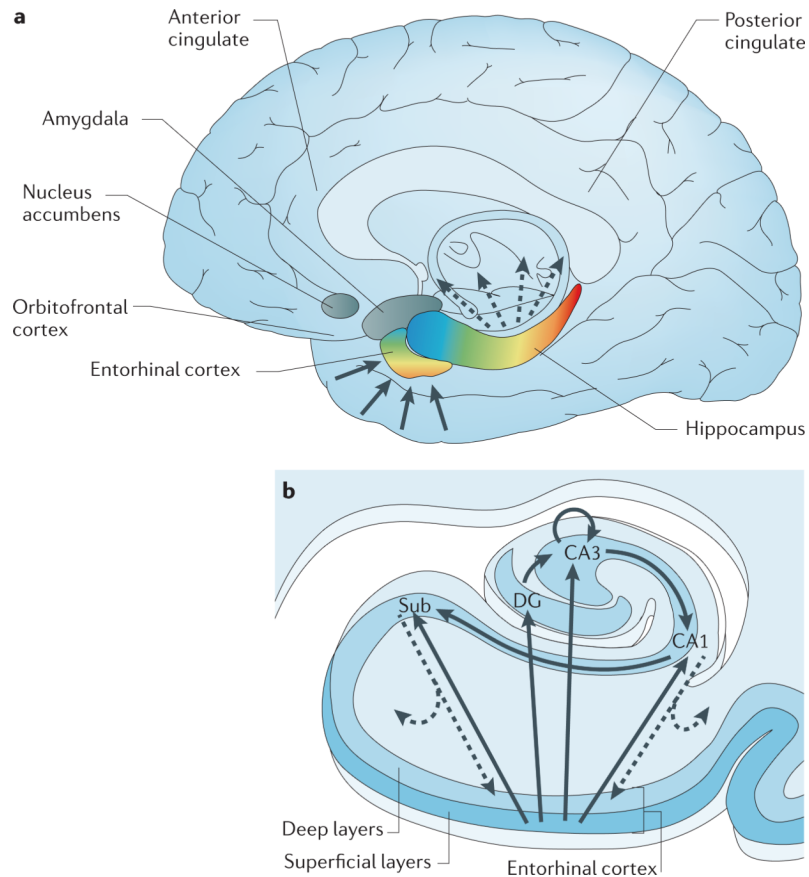 a
Anterior
cingulate
Posterior
cingulate
Amygdala
Nucleus
accumbens
Orbitofrontal
cortex
Entorhinal cortex
Hippocampus
b
CA3
DG
Sub
CA1
Deep layers
Superficial layers
Entorhinal cortex